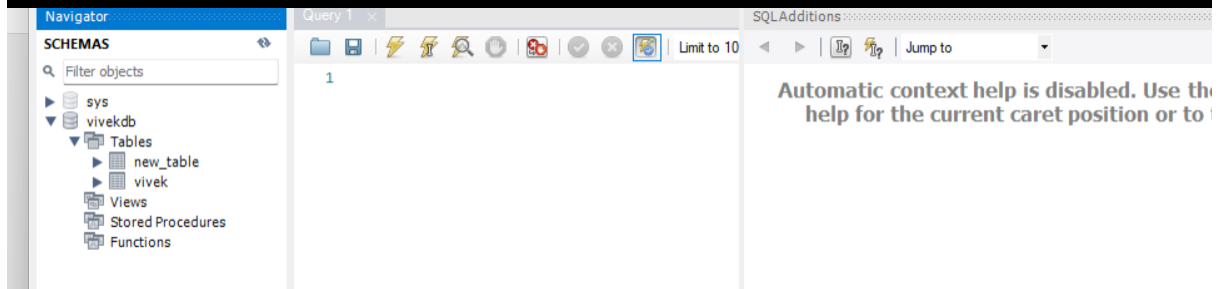 Navigator
SCHEMAS
Filter objects
sys
vivekdb
Tables
new_table
vivek
Views
Stored Procedures
Functions
Query 1
Limit to 10
1
SQLAdditions
Jump to
Automatic context help is disabled. Use the
help for the current caret position or to t